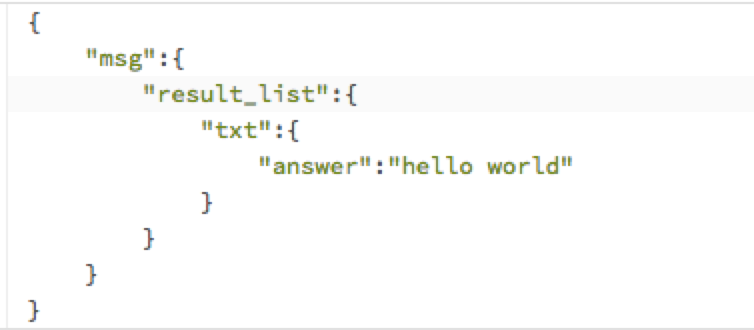 {
    "msg":{
        "result_list":{
            "txt":{
                "answer":"hello world"
            }
        }
    }
}